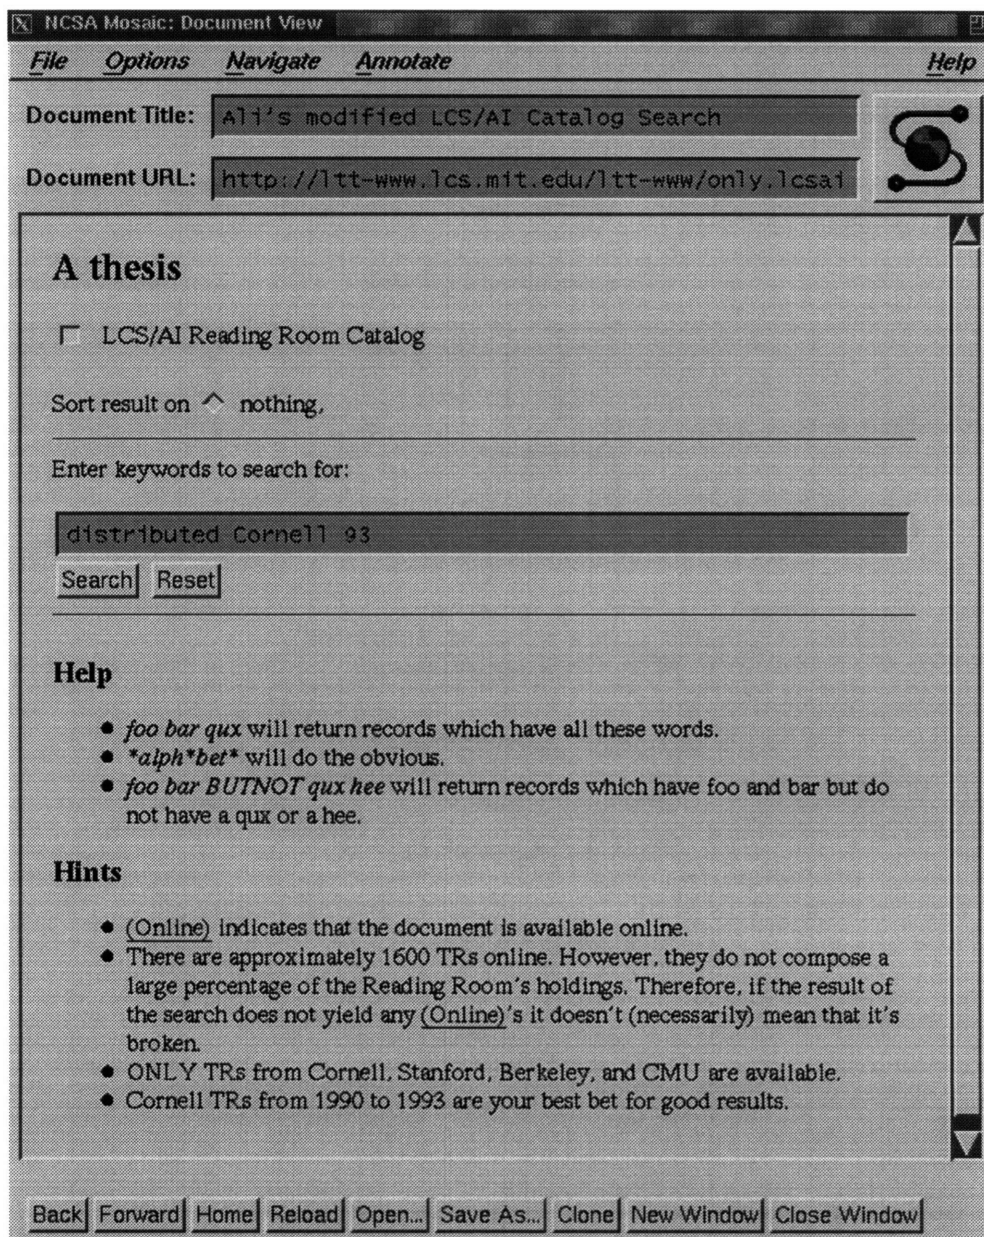 NCSA Mosaic: Document View
File Options Navigate Annotate Help
Document Title: Ali's modified LCS/AI Catalog Search
Document URL: http://ltt-www.lcs.mit.edu/ltt-www/only.lcsai
A thesis
LCS/AI Reading Room Catalog
Sort result on nothing,
Enter keywords to search for:
distributed Cornell 93
Search Reset
Help
foo bar qux will return records which have all these words.
*alph*bet* will do the obvious.
foo bar BUTNOT qux hee will return records which have foo and bar but do
not have a qux or a hee.
Hints
(Online) indicates that the document is available online.
There are approximately 1600 TRs online. However, they do not compose a
large percentage of the Reading Room's holdings. Therefore, if the result of
the search does not yield any (Online)'s it doesn't (necessarily) mean that it's
broken.
ONLY TRs from Cornell, Stanford, Berkeley, and CMU are available.
Cornell TRs from 1990 to 1993 are your best bet for good results.
Back Forward Home Reload Open... Save As... Clone New Window Close Window